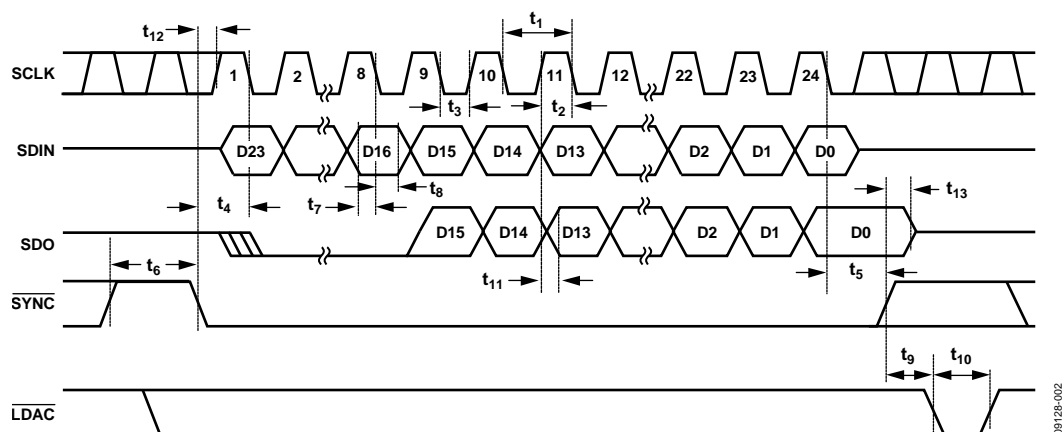 t12
t1
SCLK
1
2
8
9
10
11
12
22
23
24
t3
t2
SDIN
D23
D16
D15
D14
D13
D2
D1
D0
t4
t7
t8
t13
SDO
D15
D14
D13
D2
D1
D0
t6
t11
t5
SYNC
t9
t10
LDAC
09128-002